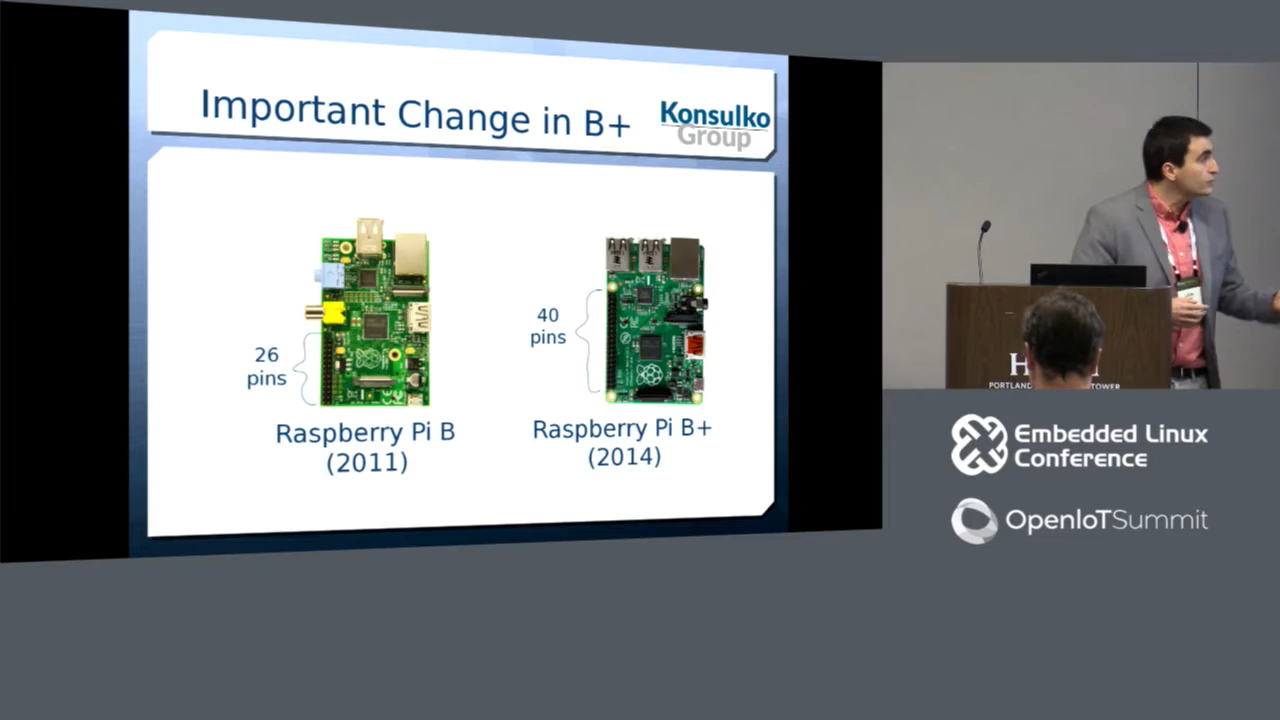 Important Change in B+
Konsulko
Group
26
pins
40
pins
Raspberry Pi B
(2011)
Raspberry Pi B+
(2014)
Embedded Linux
Conference
OpenIoTSummit